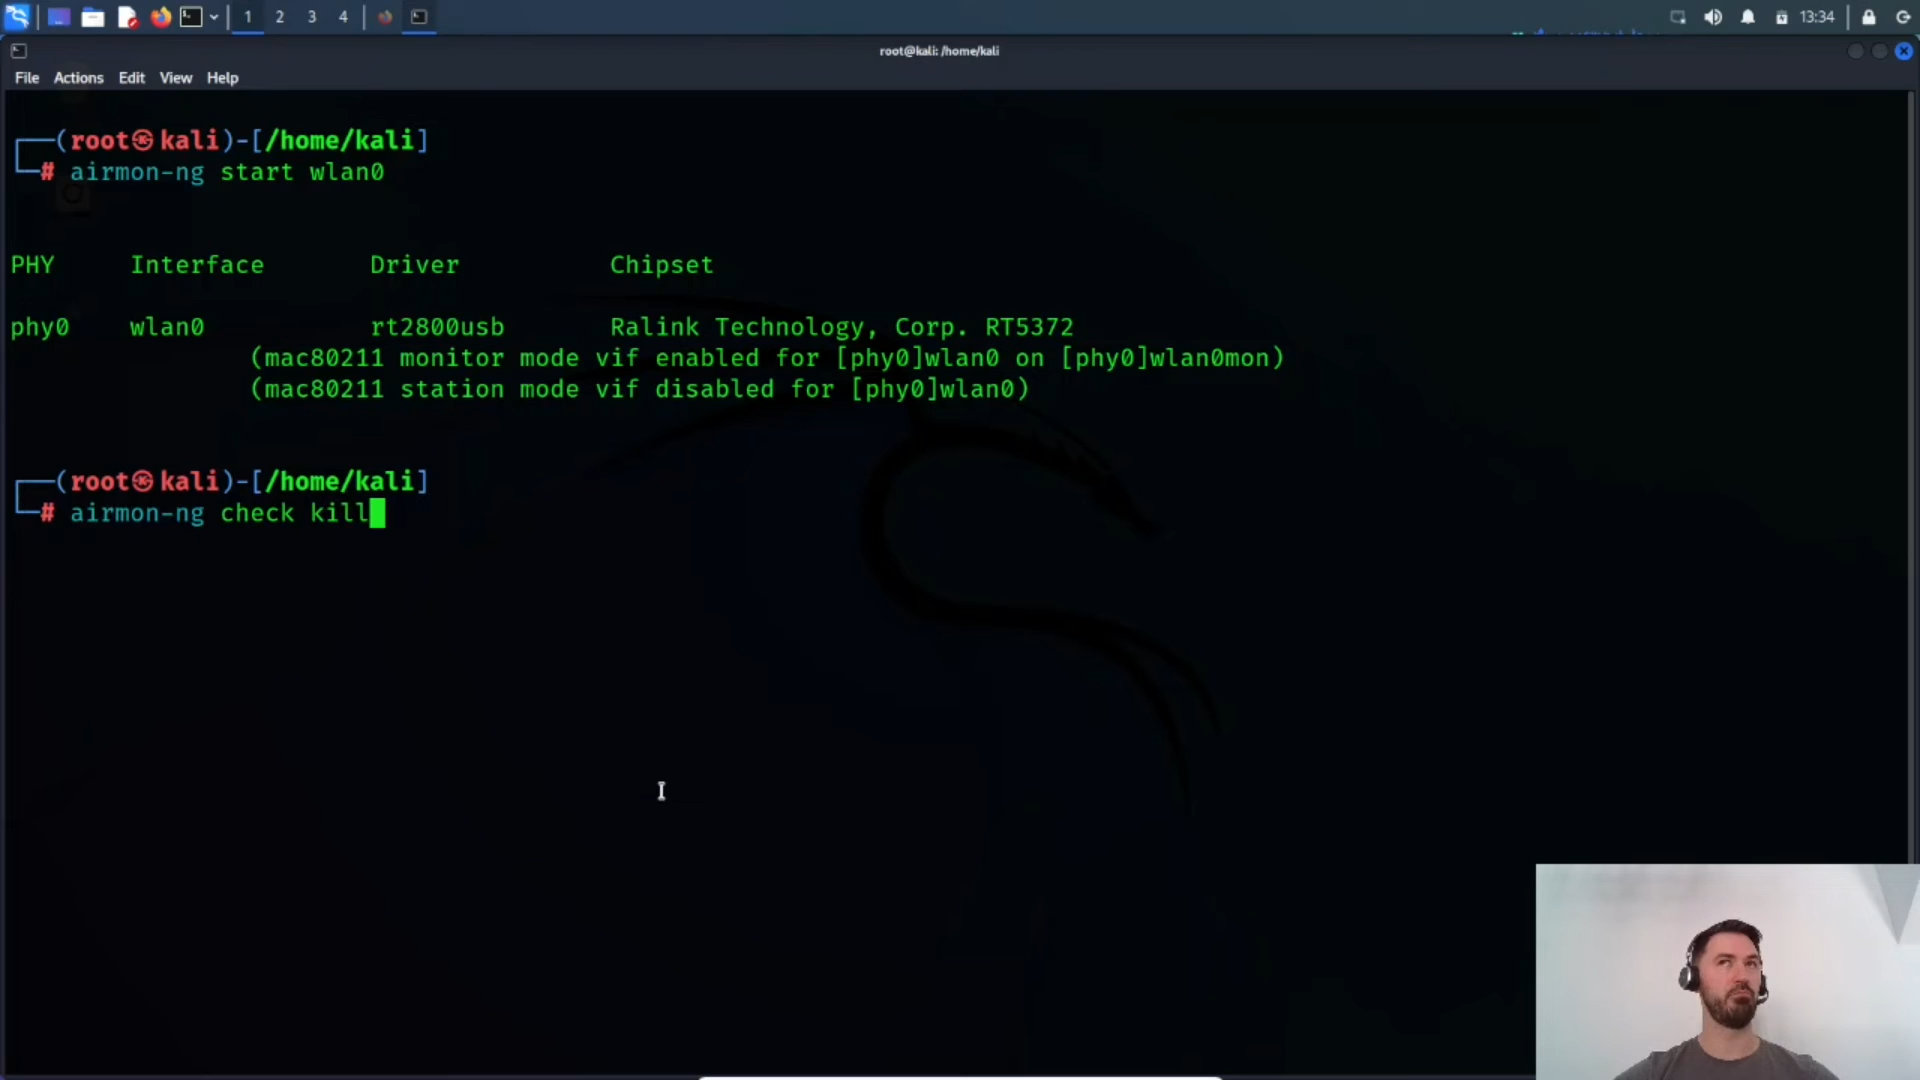 1 2 3 4 13:34
root@kali: /home/kali
File Actions Edit View Help
(root㉿kali)-[/home/kali]
# airmon-ng start wlan0
PHY Interface Driver Chipset
phy0 wlan0 rt2800usb Ralink Technology, Corp. RT5372
(mac80211 monitor mode vif enabled for [phy0]wlan0 on [phy0]wlan0mon)
(mac80211 station mode vif disabled for [phy0]wlan0)
(root㉿kali)-[/home/kali]
# airmon-ng check kill